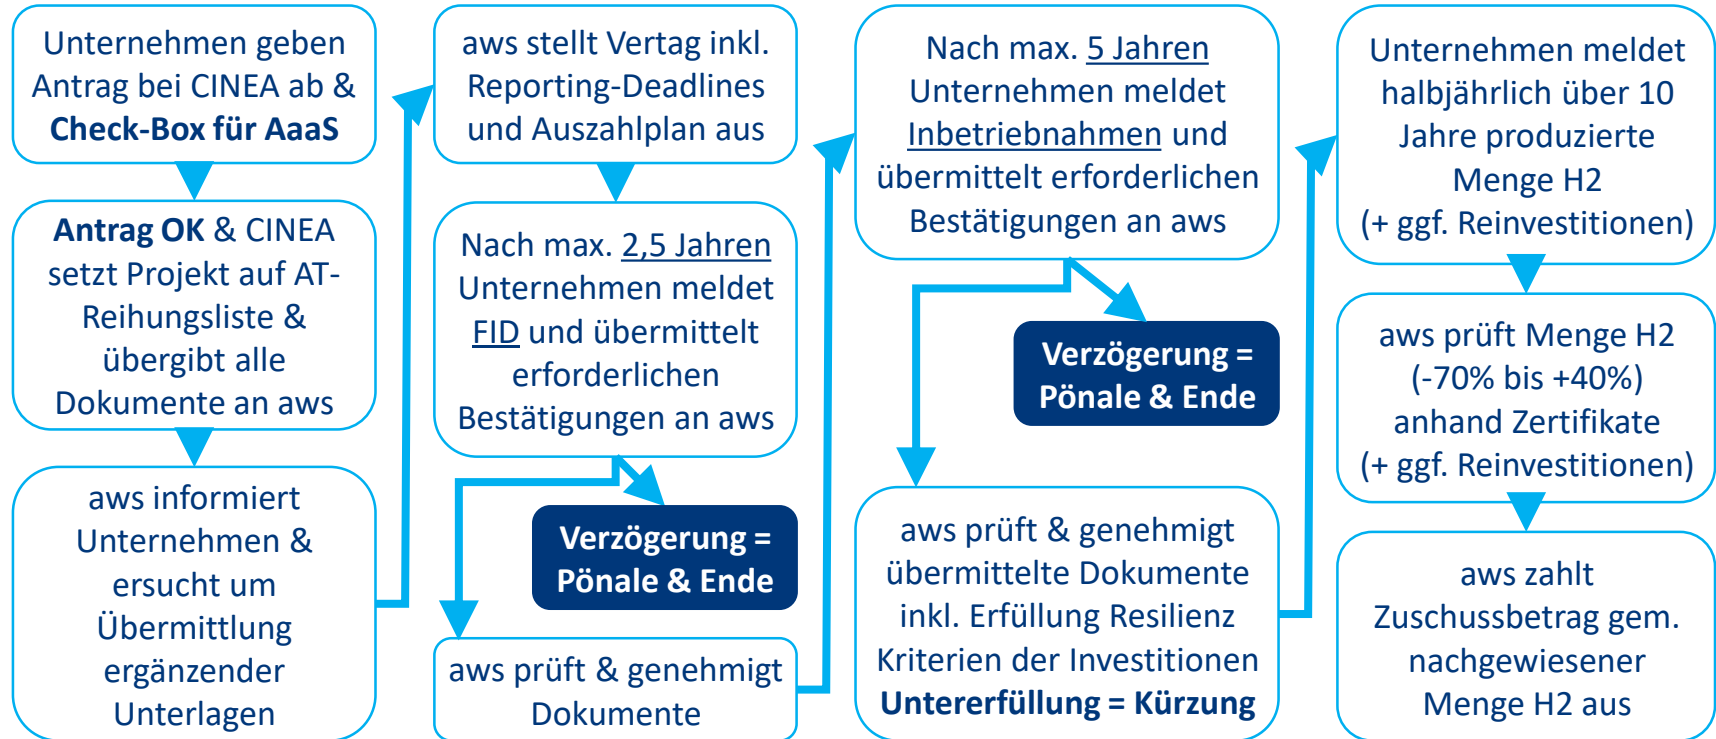 Unternehmen geben
Antrag bei CINEA ab &
Check-Box für AaaS
Antrag OK & CINEA
setzt Projekt auf AT-
Reihungsliste &
übergibt alle
Dokumente an aws
aws informiert
Unternehmen &
ersucht um
Übermittlung
ergänzender
Unterlagen
aws stellt Vertag inkl.
Reporting-Deadlines
und Auszahlplan aus
Nach max. 2,5 Jahren
Unternehmen meldet
FID und übermittelt
erforderlichen
Bestätigungen an aws
Verzögerung =
Pönale & Ende
aws prüft & genehmigt
Dokumente
Nach max. 5 Jahren
Unternehmen meldet
Inbetriebnahmen und
übermittelt erforderlichen
Bestätigungen an aws
Verzögerung =
Pönale & Ende
aws prüft & genehmigt
übermittelte Dokumente
inkl. Erfüllung Resilienz
Kriterien der Investitionen
Untererfüllung = Kürzung
Unternehmen meldet
halbjährlich über 10
Jahre produzierte
Menge H2
(+ ggf. Reinvestitionen)
aws prüft Menge H2
(-70% bis +40%)
anhand Zertifikate
(+ ggf. Reinvestitionen)
aws zahlt
Zuschussbetrag gem.
nachgewiesener
Menge H2 aus